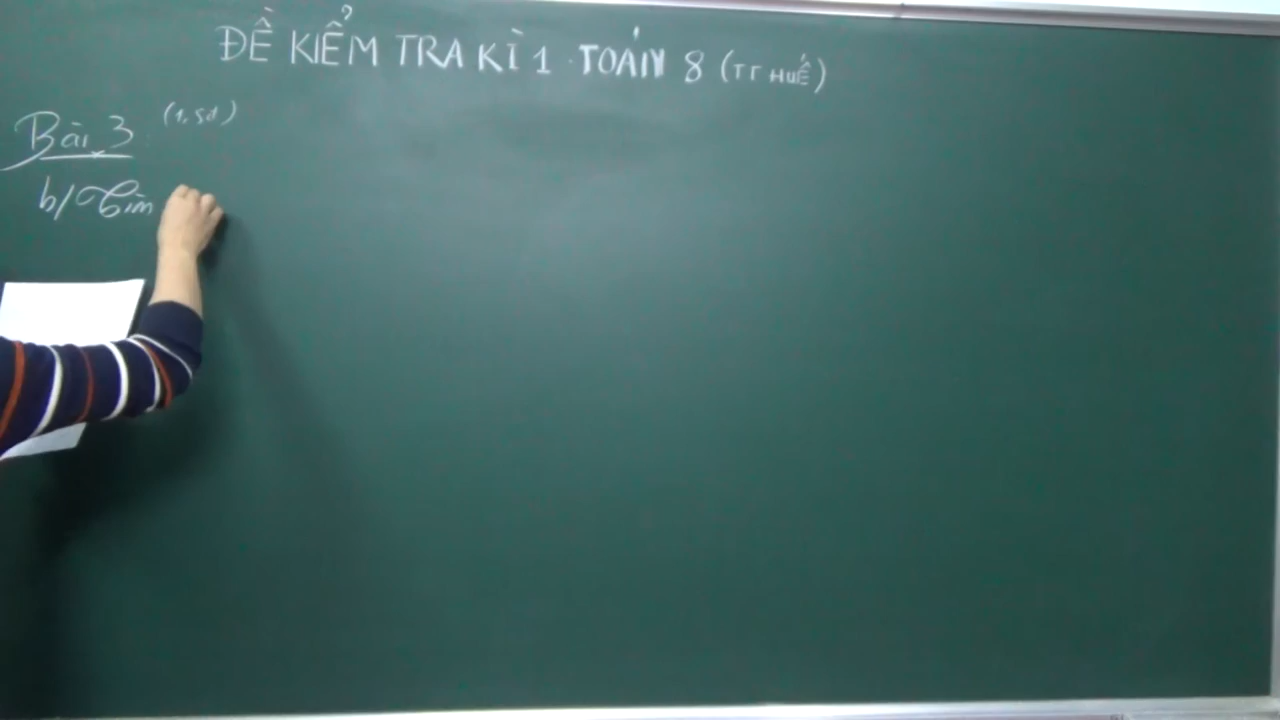 ĐỀ KIỂM TRA KÌ 1 . TOÁN 8 (TT HUẾ)
Bài 3 : (1,5đ)
b/ Tìm